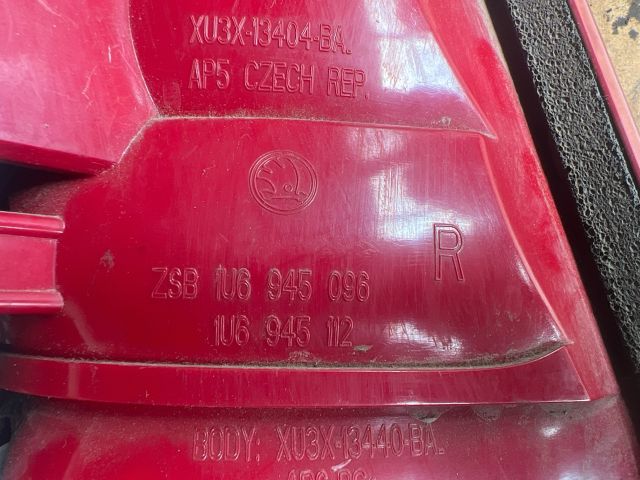 XU3X-13404-BA.
AP5 CZECH REP.
R
ZSB 1U6 945 096
1U6 945 112
BODY: XU3X-13440-BA.